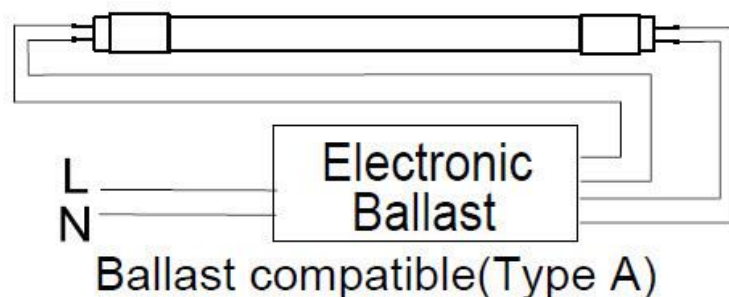 L
N
Electronic
Ballast
Ballast compatible(Type A)